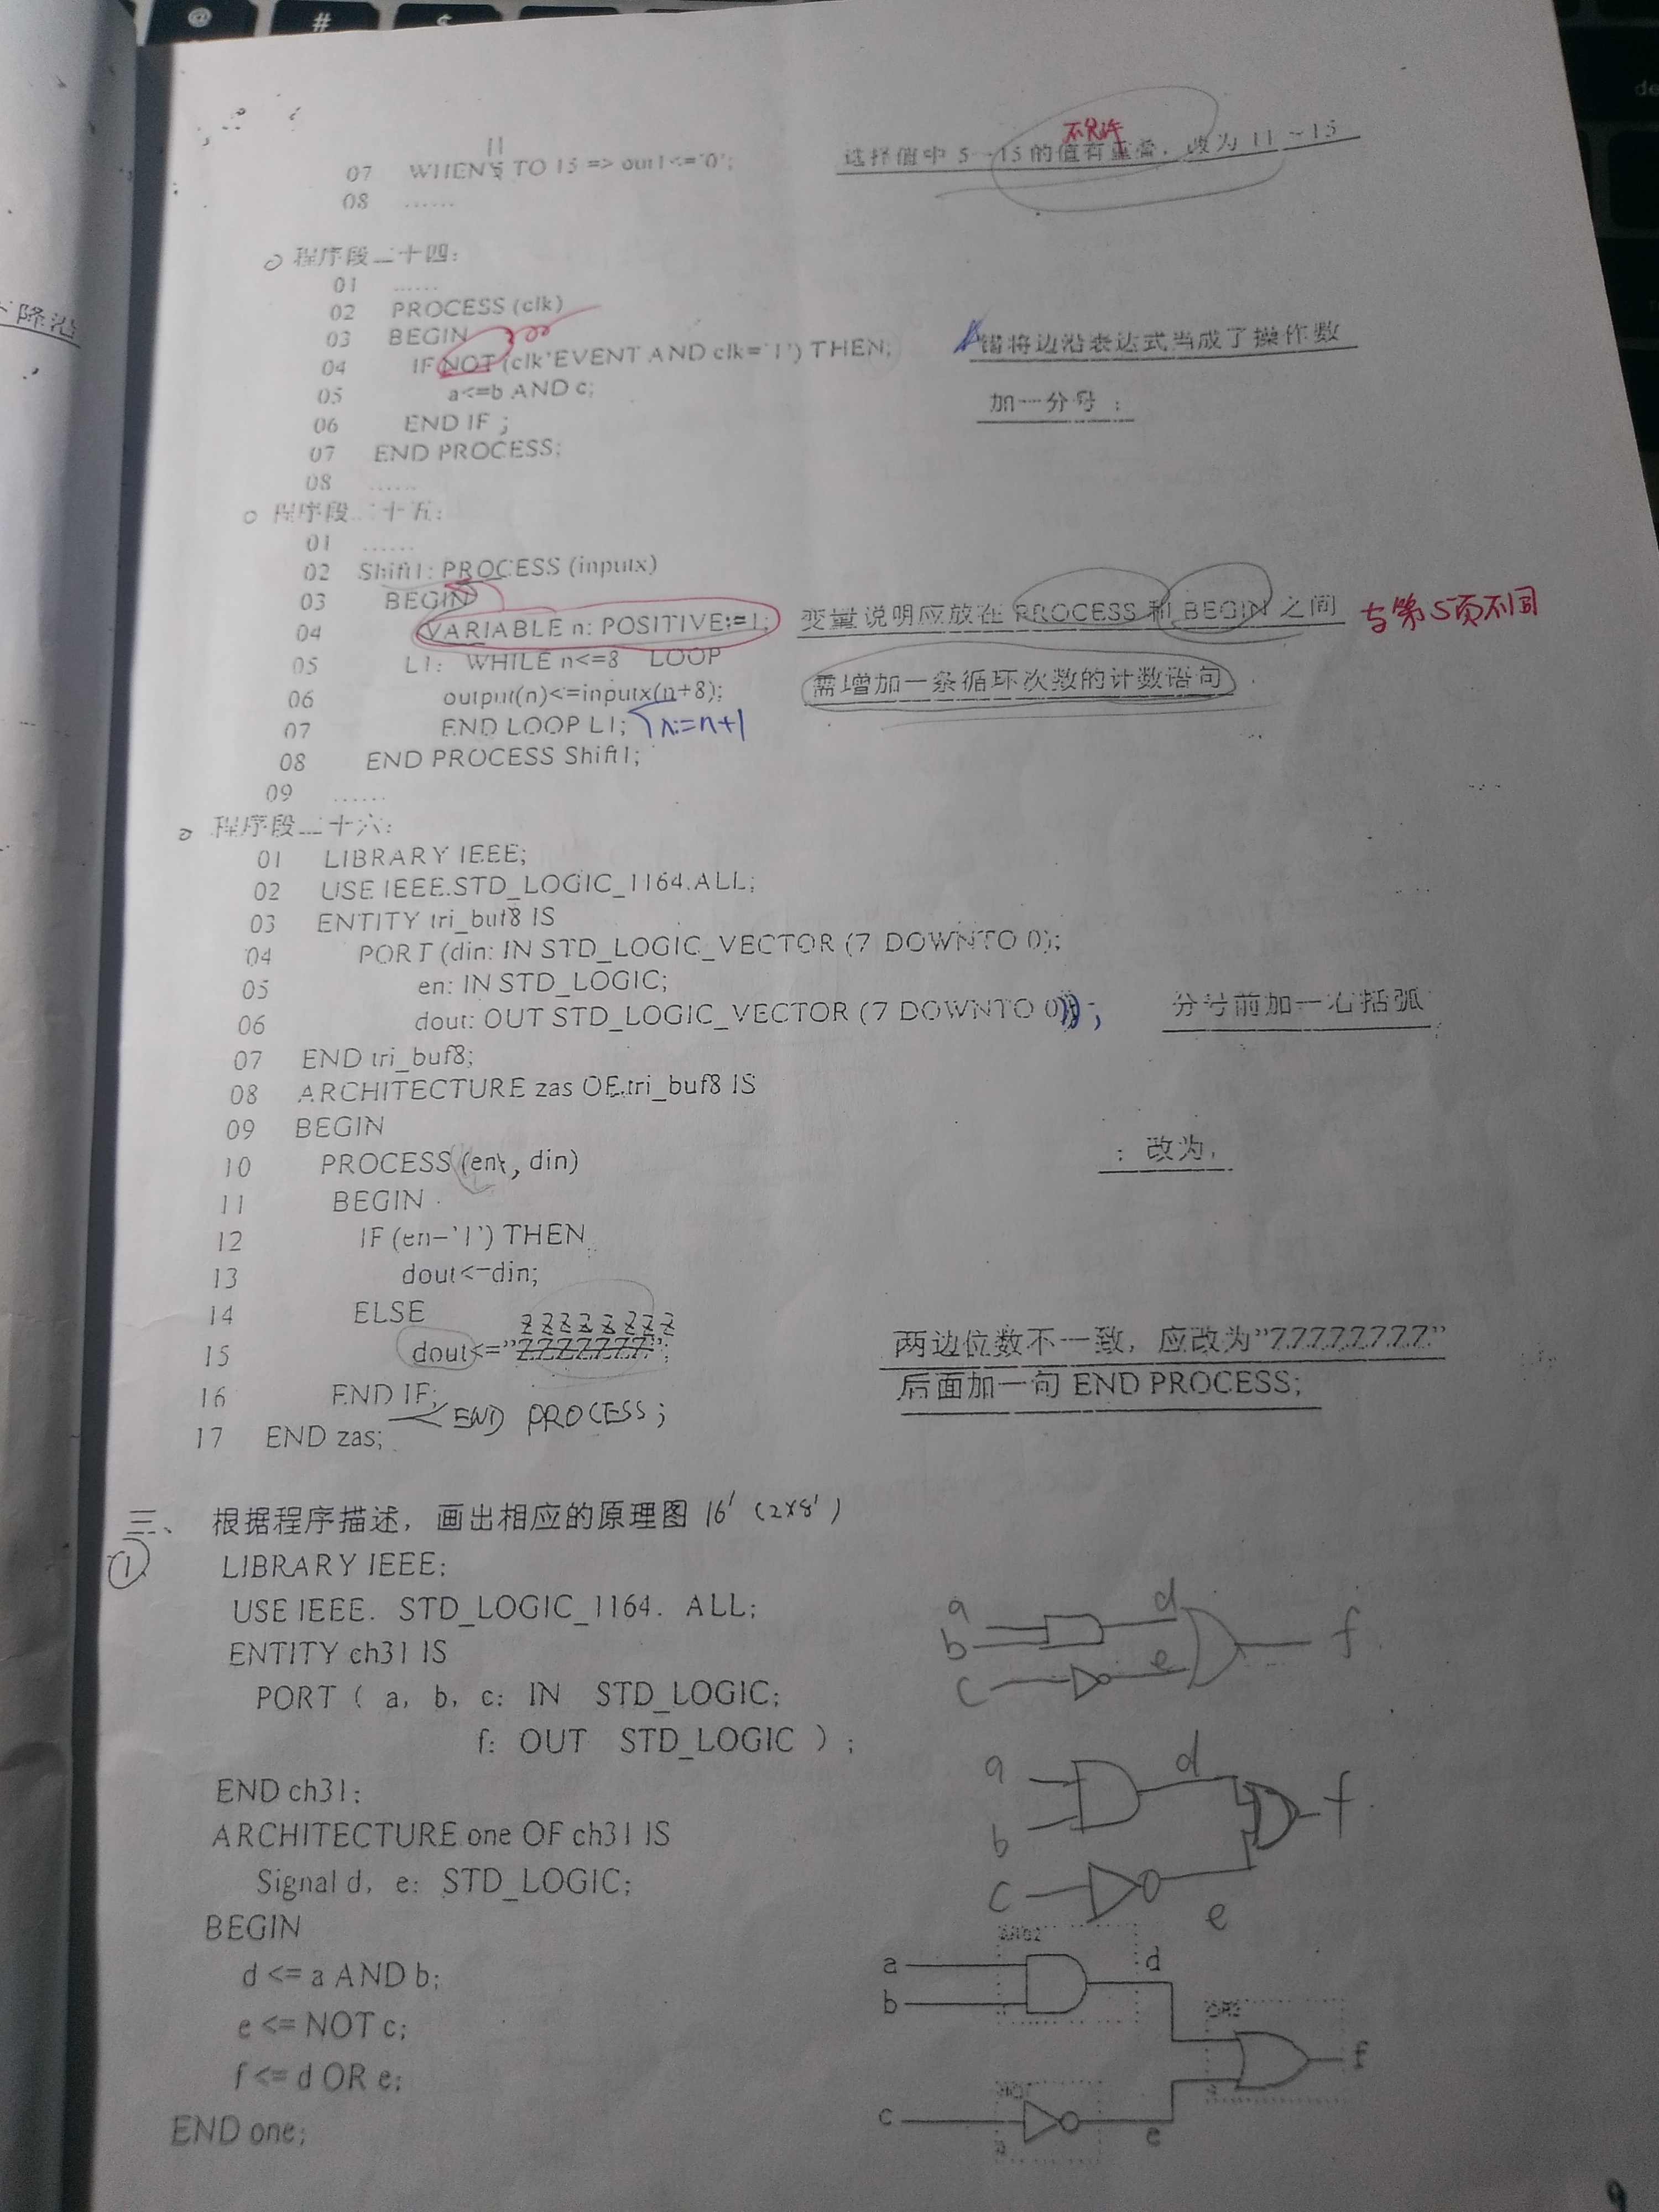 @ # $
de
下降沿
11
07 WHEN 5 TO 15 => out1<='0';
不允许
选择值中 5~15 的值有重叠，改为 11~15
08 ……
程序段二十四：
01 ……
02 PROCESS (clk)
03 BEGIN
04 IF NOT (clk'EVENT AND clk='1') THEN;
错将边沿表达式当成了操作数
05 a<=b AND c;
加一分号；
06 END IF ;
07 END PROCESS;
08 ……
程序段二十五：
01 ……
02 Shift1: PROCESS (inputx)
03 BEGIN
04 VARIABLE n: POSITIVE:=1;
变量说明应放在 PROCESS 和 BEGIN 之间
与第5页不同
05 L1: WHILE n<=8 LOOP
06 output(n)<=inputx(n+8);
需增加一条循环次数的计数语句
07 END LOOP L1;
n:=n+1
08 END PROCESS Shift1;
09 ……
程序段二十六：
01 LIBRARY IEEE;
02 USE IEEE.STD_LOGIC_1164.ALL;
03 ENTITY tri_buf8 IS
04 PORT (din: IN STD_LOGIC_VECTOR (7 DOWNTO 0);
05 en: IN STD_LOGIC;
06 dout: OUT STD_LOGIC_VECTOR (7 DOWNTO 0));
分号前加一右括弧
07 END tri_buf8;
08 ARCHITECTURE zas OF tri_buf8 IS
09 BEGIN
10 PROCESS (en, din)
; 改为,
11 BEGIN
12 IF (en='1') THEN
13 dout<=din;
14 ELSE
ZZZZZZZZ
15 dout<="ZZZZZZZ";
两边位数不一致，应改为"ZZZZZZZZ"
16 END IF;
后面加一句 END PROCESS;
END PROCESS;
17 END zas;
三、 根据程序描述，画出相应的原理图 16' (2×8')
①
LIBRARY IEEE;
USE IEEE. STD_LOGIC_1164. ALL;
ENTITY ch31 IS
PORT ( a, b, c: IN STD_LOGIC;
f: OUT STD_LOGIC ) ;
END ch31;
ARCHITECTURE one OF ch31 IS
Signal d, e: STD_LOGIC;
BEGIN
d <= a AND b;
e <= NOT c;
f <= d OR e;
END one;
a
b
c
d
e
f
a
b
c
d
e
f
AND2
a
b
d
OR2
f
NOT
c
e
9